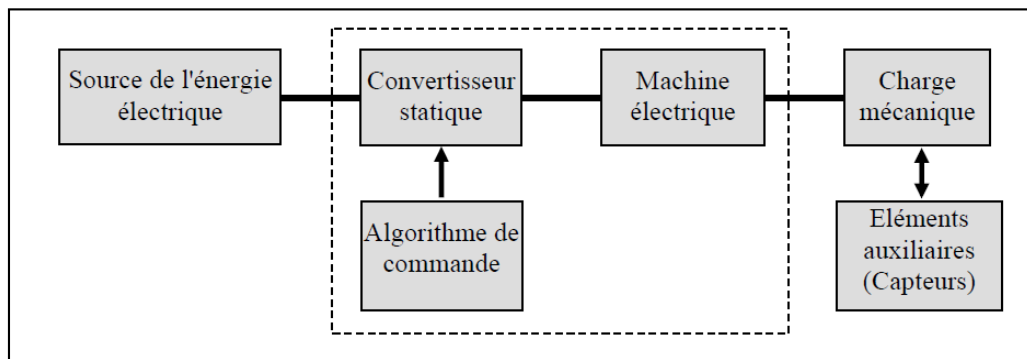 Source de l'énergie
électrique
Convertisseur
statique
Machine
électrique
Charge
mécanique
Algorithme de
commande
Eléments
auxiliaires
(Capteurs)